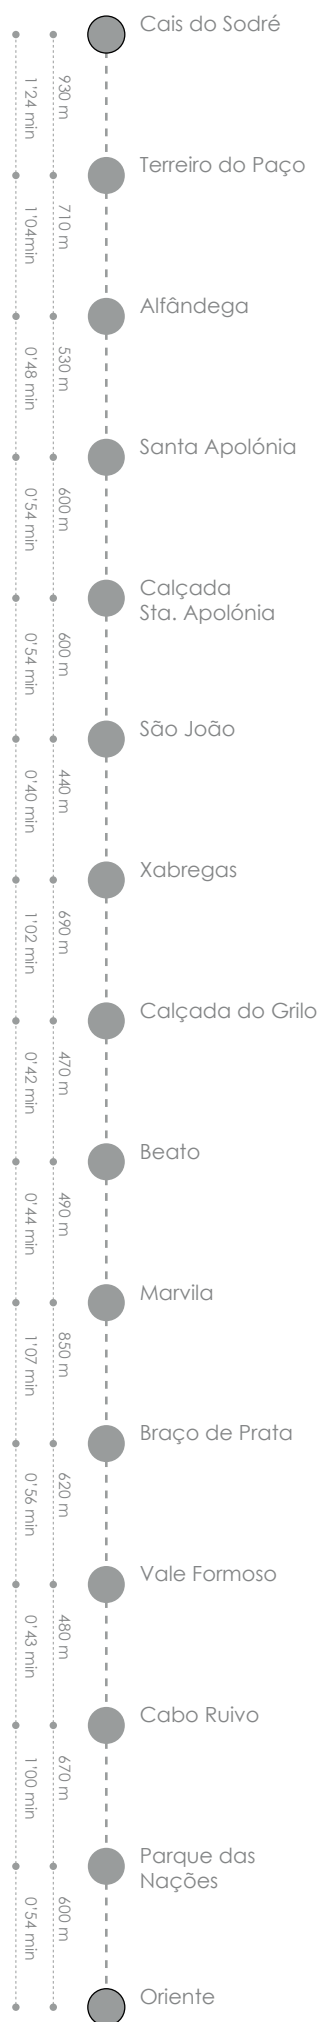 Cais do Sodré
930 m
1'24 min
Terreiro do Paço
710 m
1'04min
Alfândega
530 m
0'48 min
Santa Apolónia
600 m
0'54 min
Calçada
Sta. Apolónia
600 m
0'54 min
São João
440 m
0'40 min
Xabregas
690 m
1'02 min
Calçada do Grilo
470 m
0'42 min
Beato
490 m
0'44 min
Marvila
850 m
1'07 min
Braço de Prata
620 m
0'56 min
Vale Formoso
480 m
0'43 min
Cabo Ruivo
670 m
1'00 min
Parque das
Nações
600 m
0'54 min
Oriente